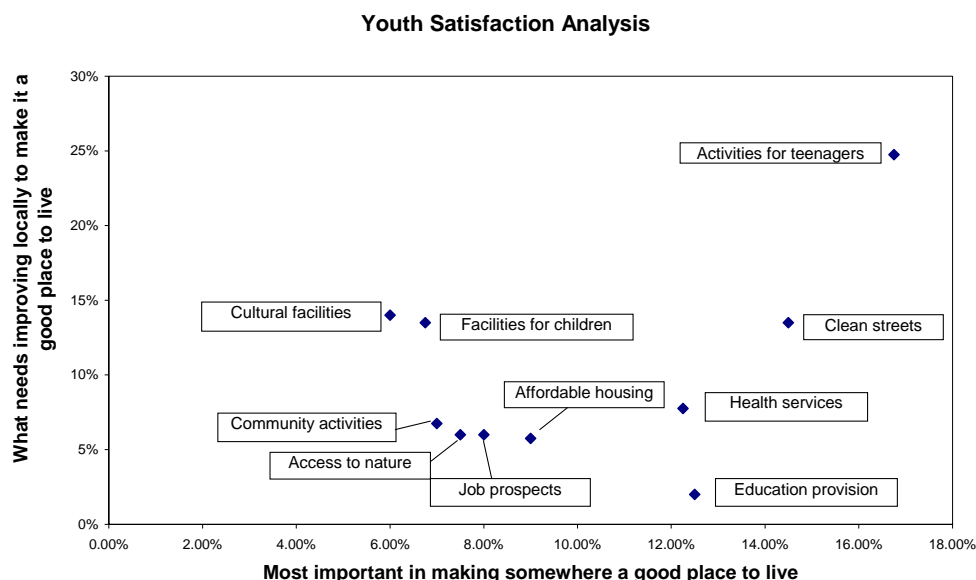 Youth Satisfaction Analysis
What needs improving locally to make it a
good place to live
30%
25%
20%
15%
10%
5%
0%
Activities for teenagers
Cultural facilities
Facilities for children
Clean streets
Affordable housing
Health services
Community activities
Access to nature
Job prospects
Education provision
0.00%
2.00%
4.00%
6.00%
8.00%
10.00%
12.00%
14.00%
16.00%
18.00%
Most important in making somewhere a good place to live